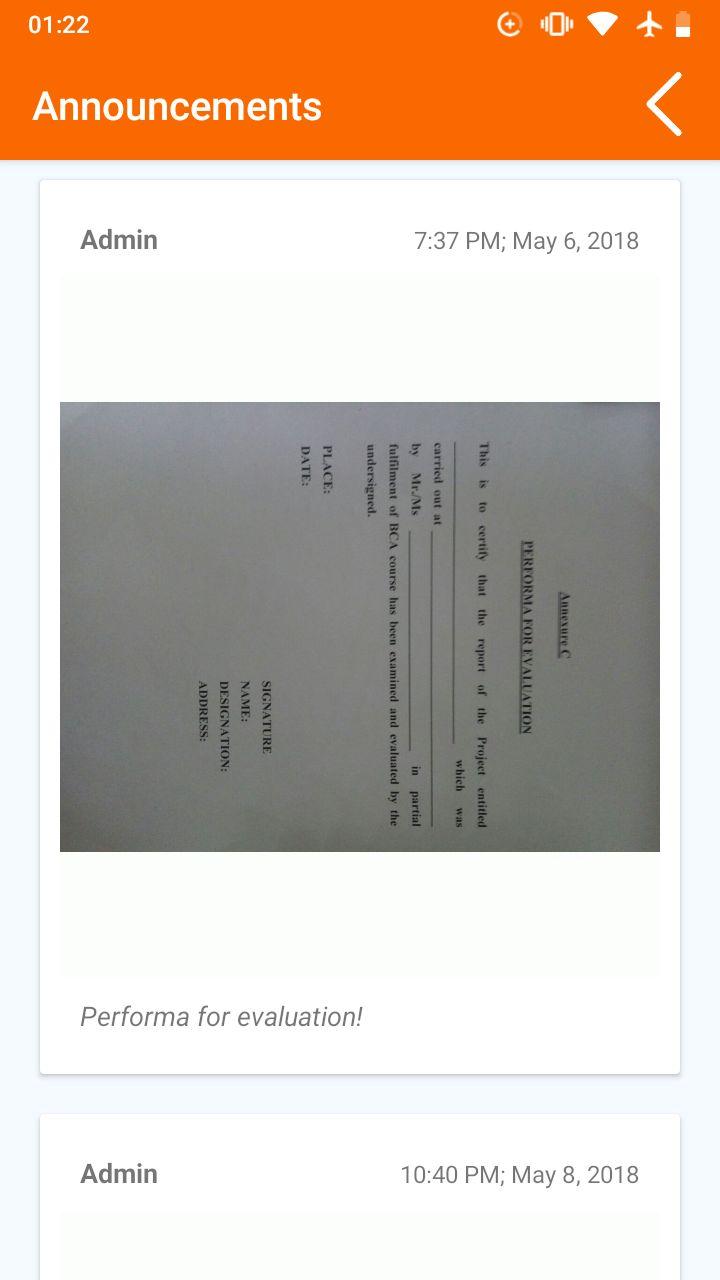 01:22
Announcements
Admin
7:37 PM; May 6, 2018
Annexure C
PERFORMA FOR EVALUATION
This is to certify that the report of the Project entitled
which was
carried out at
by Mr./Ms in partial
fulfilment of BCA course has been examined and evaluated by the
undersigned.
PLACE:
DATE:
SIGNATURE
NAME:
DESIGNATION:
ADDRESS:
Performa for evaluation!
Admin
10:40 PM; May 8, 2018